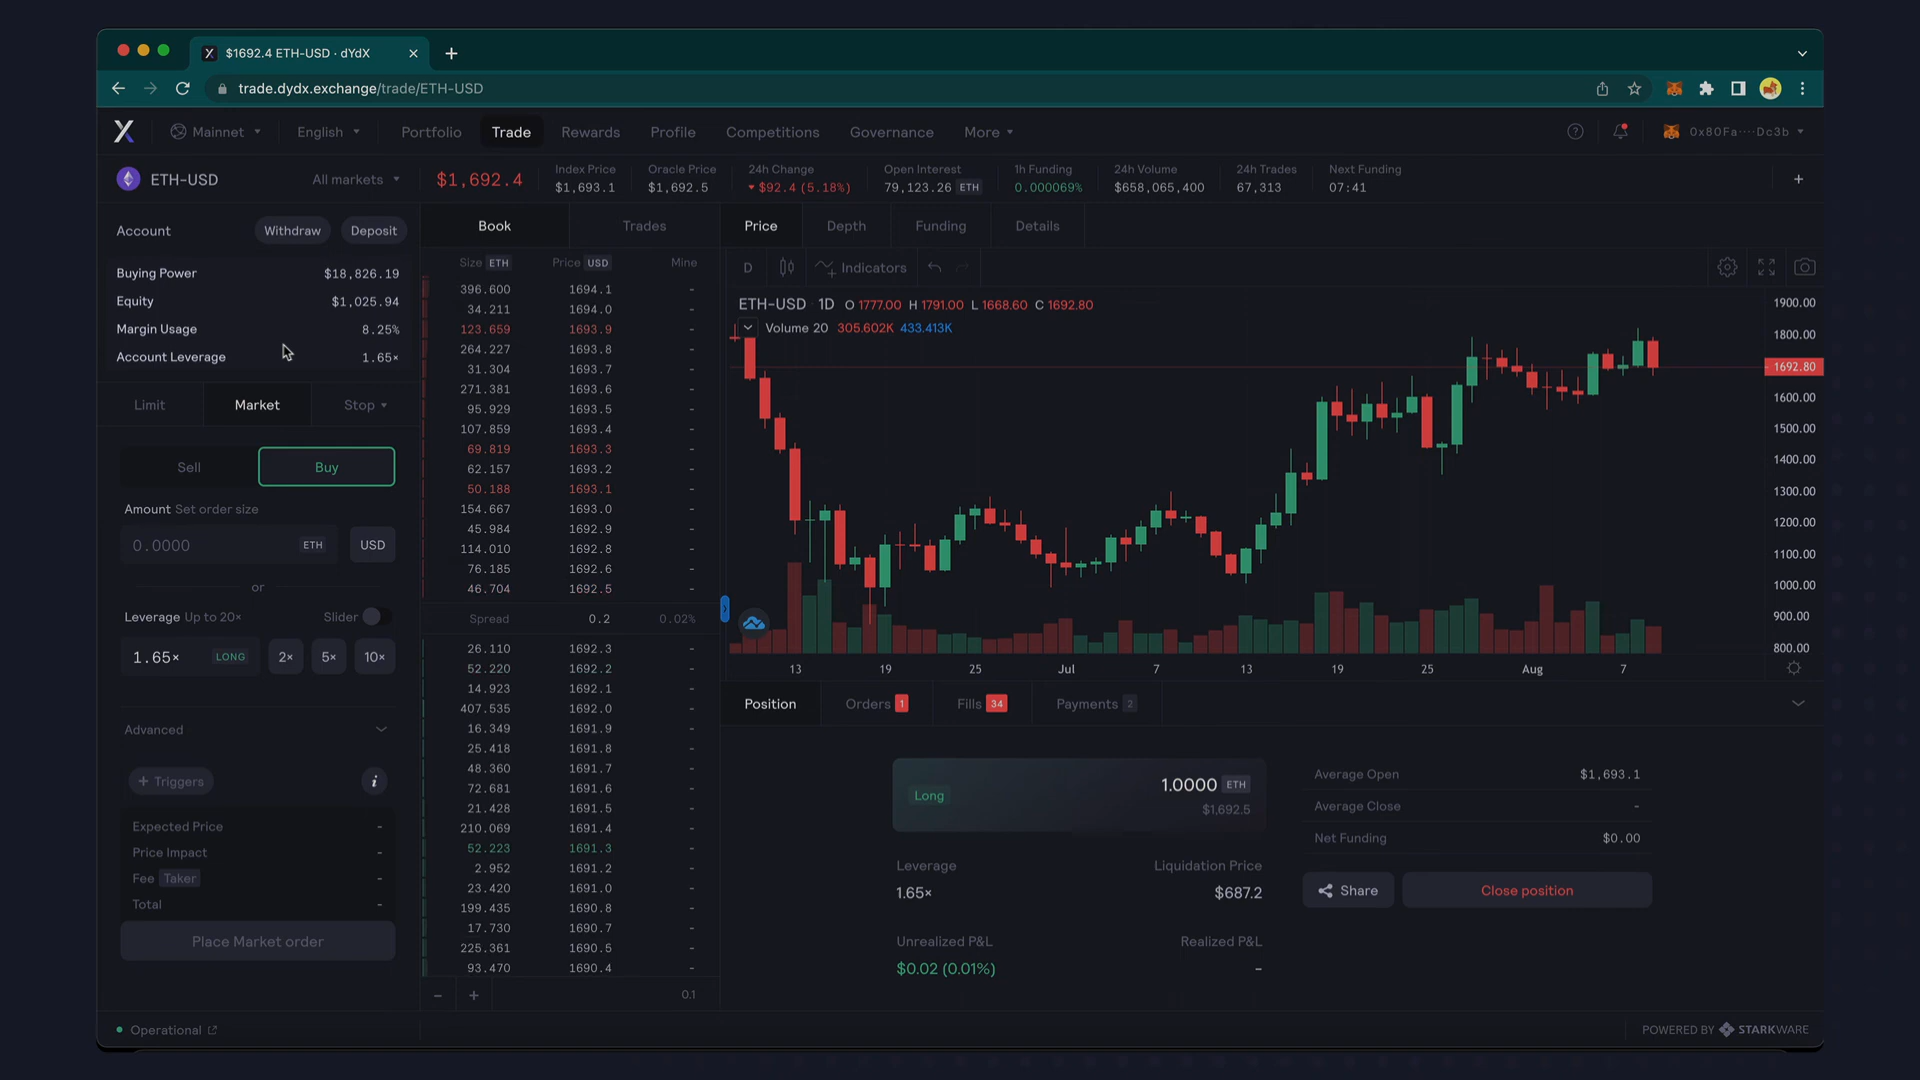 $1692.4 ETH-USD · dYdX
trade.dydx.exchange/trade/ETH-USD
Mainnet English Portfolio Trade Rewards Profile Competitions Governance More 0x80Fa····Dc3b
ETH-USD All markets $1,692.4
Index Price $1,693.1
Oracle Price $1,692.5
24h Change $92.4 (5.18%)
Open Interest 79,123.26 ETH
1h Funding 0.000069%
24h Volume $658,065,400
24h Trades 67,313
Next Funding 07:41
Account Withdraw Deposit
Buying Power $18,826.19
Equity $1,025.94
Margin Usage 8.25%
Account Leverage 1.65×
Limit Market Stop
Sell Buy
Amount Set order size
0.0000 ETH USD
or
Leverage Up to 20× Slider
1.65× LONG 2× 5× 10×
Advanced
+ Triggers i
Expected Price -
Price Impact -
Fee Taker -
Total -
Place Market order
Book Trades
Size ETH Price USD Mine
396.600 1694.1 -
34.211 1694.0 -
123.659 1693.9 -
264.227 1693.8 -
31.304 1693.7 -
271.381 1693.6 -
95.929 1693.5 -
107.859 1693.4 -
69.819 1693.3 -
62.157 1693.2 -
50.188 1693.1 -
154.667 1693.0 -
45.984 1692.9 -
114.010 1692.8 -
76.185 1692.6 -
46.704 1692.5 -
Spread 0.2 0.02%
26.110 1692.3 -
52.220 1692.2 -
14.923 1692.1 -
407.535 1692.0 -
16.349 1691.9 -
25.418 1691.8 -
48.360 1691.7 -
72.681 1691.6 -
21.428 1691.5 -
210.069 1691.4 -
52.223 1691.3 -
2.952 1691.2 -
23.420 1691.0 -
199.435 1690.8 -
17.730 1690.7 -
225.361 1690.5 -
93.470 1690.4 -
- + 0.1
Price Depth Funding Details
D Indicators
ETH-USD 1D O 1777.00 H 1791.00 L 1668.60 C 1692.80
Volume 20 305.602K 433.413K
1900.00
1800.00
1692.80
1600.00
1500.00
1400.00
1300.00
1200.00
1100.00
1000.00
900.00
800.00
13 19 25 Jul 7 13 19 25 Aug 7
Position Orders 1 Fills 34 Payments 2
Long 1.0000 ETH
$1,692.5
Leverage Liquidation Price
1.65× $687.2
Unrealized P&L Realized P&L
$0.02 (0.01%) -
Average Open $1,693.1
Average Close -
Net Funding $0.00
Share Close position
Operational
POWERED BY STARKWARE